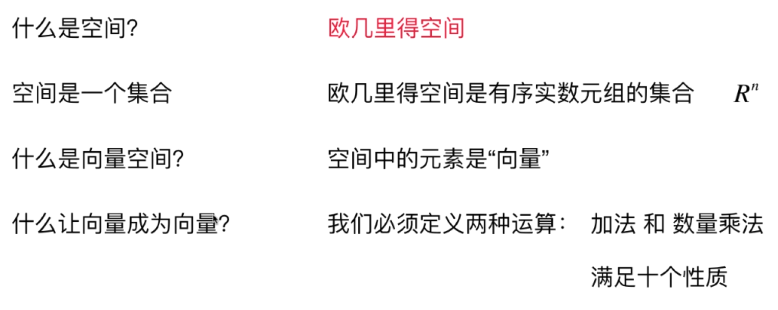 什么是空间？ 欧几里得空间
空间是一个集合 欧几里得空间是有序实数元组的集合 Rⁿ
什么是向量空间？ 空间中的元素是“向量”
什么让向量成为向量？ 我们必须定义两种运算： 加法 和 数量乘法
满足十个性质